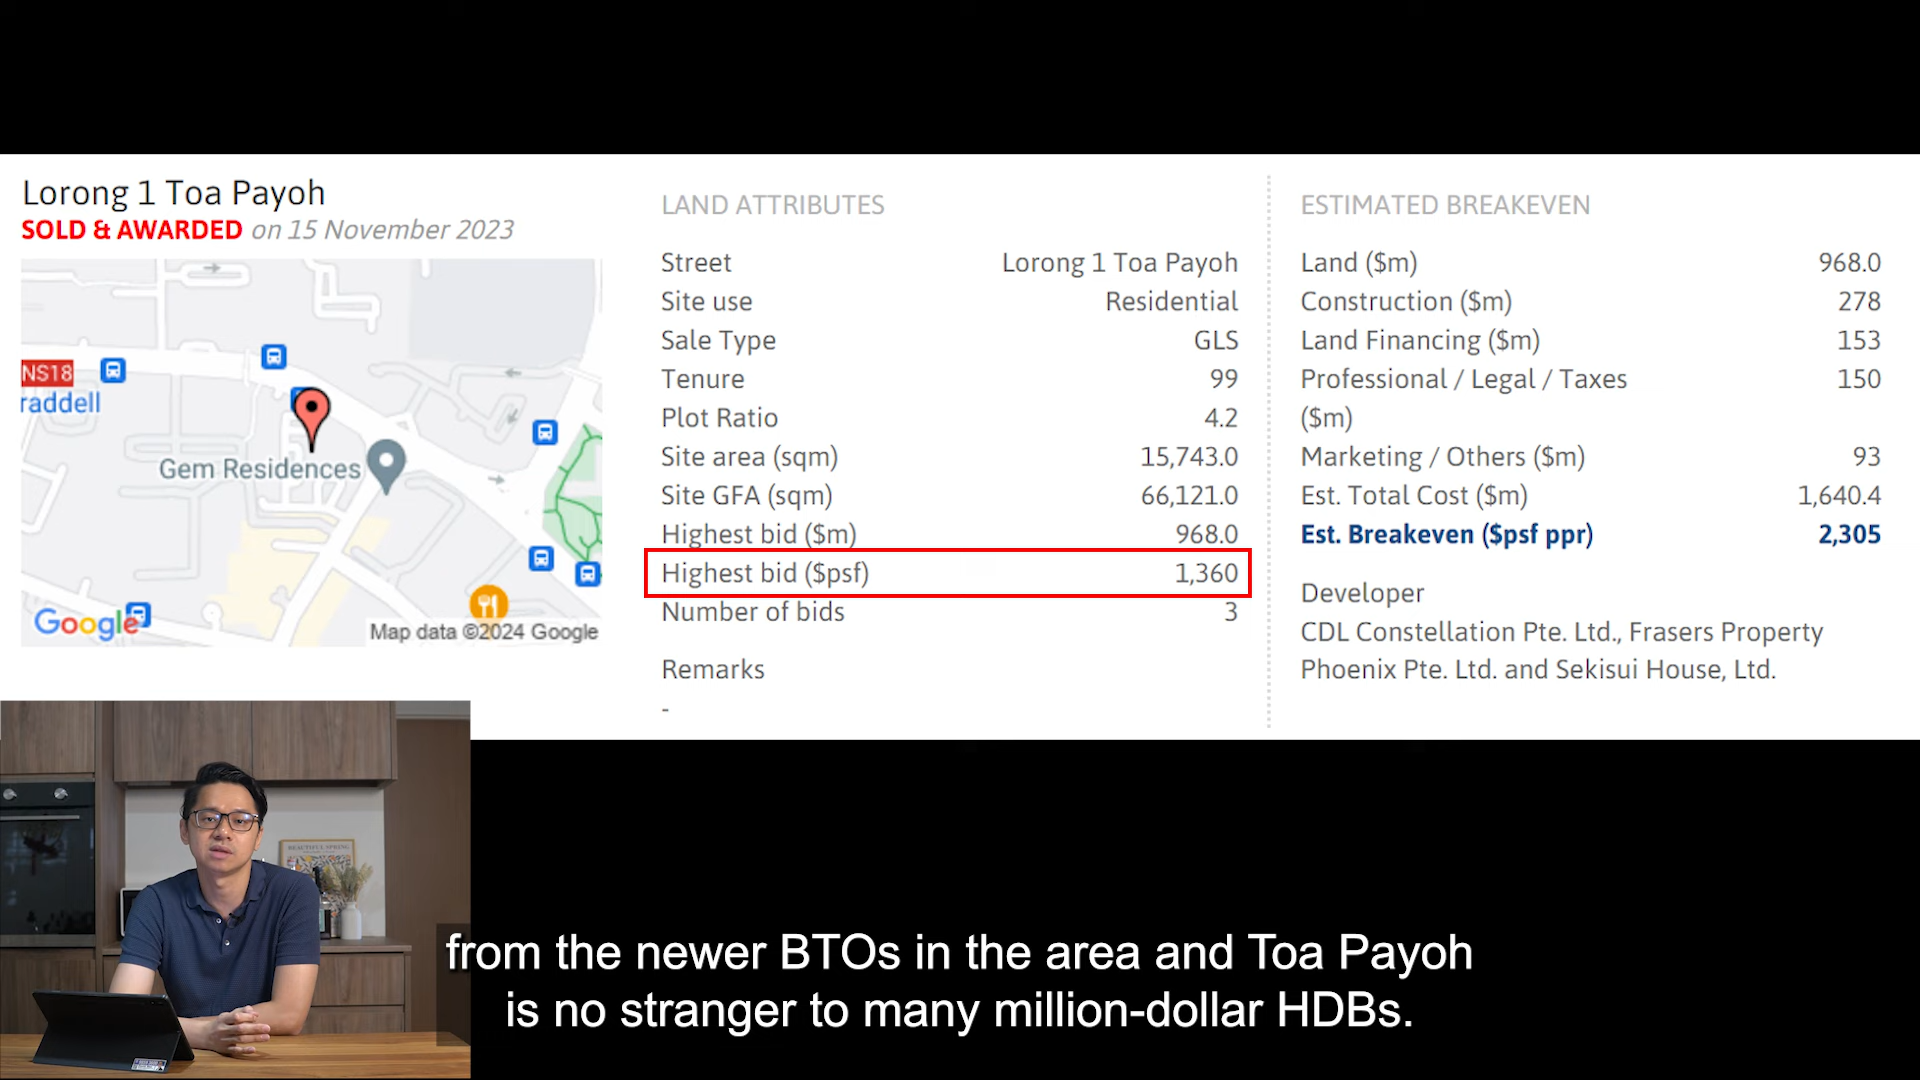 Lorong 1 Toa Payoh
SOLD & AWARDED on 15 November 2023
NS18
raddell
Gem Residences
Google
Map data ©2024 Google
LAND ATTRIBUTES
Street Lorong 1 Toa Payoh
Site use Residential
Sale Type GLS
Tenure 99
Plot Ratio 4.2
Site area (sqm) 15,743.0
Site GFA (sqm) 66,121.0
Highest bid ($m) 968.0
Highest bid ($psf) 1,360
Number of bids 3
Remarks
-
ESTIMATED BREAKEVEN
Land ($m) 968.0
Construction ($m) 278
Land Financing ($m) 153
Professional / Legal / Taxes 150
($m)
Marketing / Others ($m) 93
Est. Total Cost ($m) 1,640.4
Est. Breakeven ($psf ppr) 2,305
Developer
CDL Constellation Pte. Ltd., Frasers Property
Phoenix Pte. Ltd. and Sekisui House, Ltd.
BEAUTIFUL SPRING
from the newer BTOs in the area and Toa Payoh
is no stranger to many million-dollar HDBs.